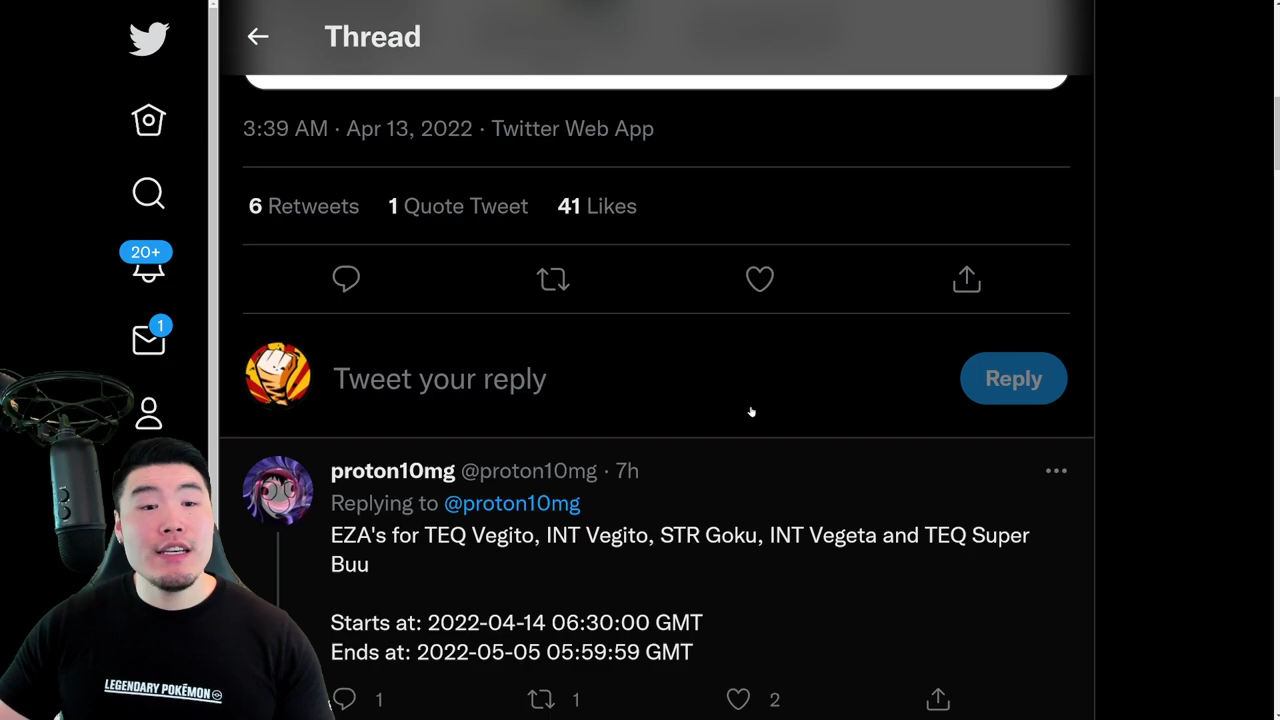 Thread
3:39 AM · Apr 13, 2022 · Twitter Web App
6 Retweets 1 Quote Tweet 41 Likes
20+
1
Tweet your reply
Reply
proton10mg @proton10mg · 7h
Replying to @proton10mg
EZA's for TEQ Vegito, INT Vegito, STR Goku, INT Vegeta and TEQ Super
Buu
Starts at: 2022-04-14 06:30:00 GMT
Ends at: 2022-05-05 05:59:59 GMT
1 1 2
LEGENDARY POKÉMON